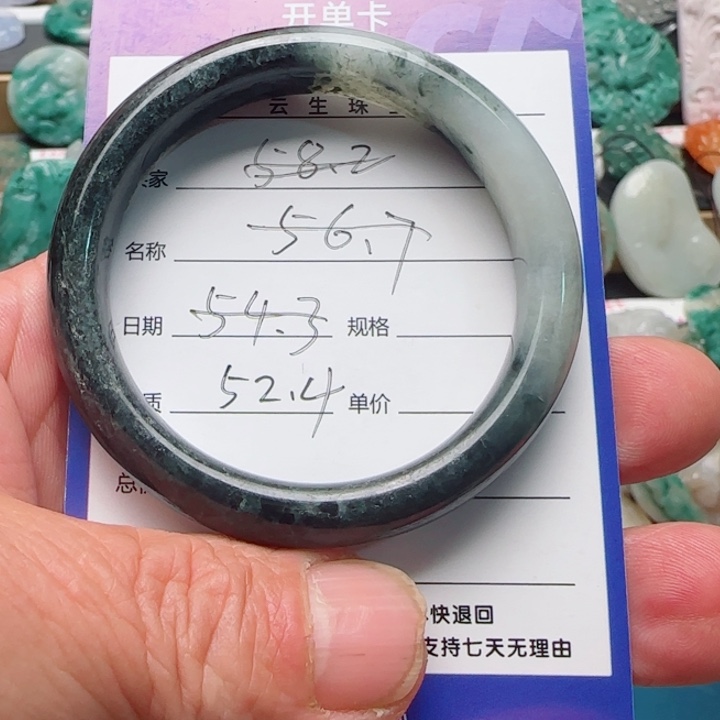 开单卡
云生珠
家 58.2
名称 56.7
日期 54.3 规格
质 52.4 单价
总
快退回
支持七天无理由